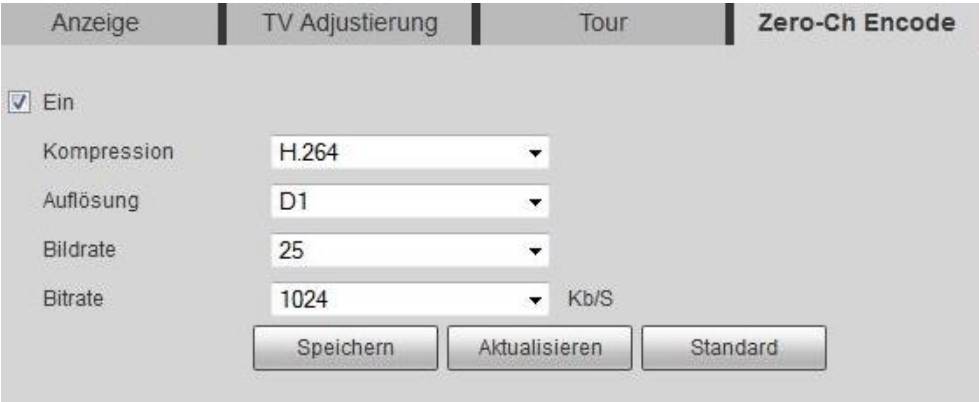 Anzeige TV Adjustierung Tour Zero-Ch Encode
Ein
Kompression H.264
Auflösung D1
Bildrate 25
Bitrate 1024 Kb/S
Speichern Aktualisieren Standard